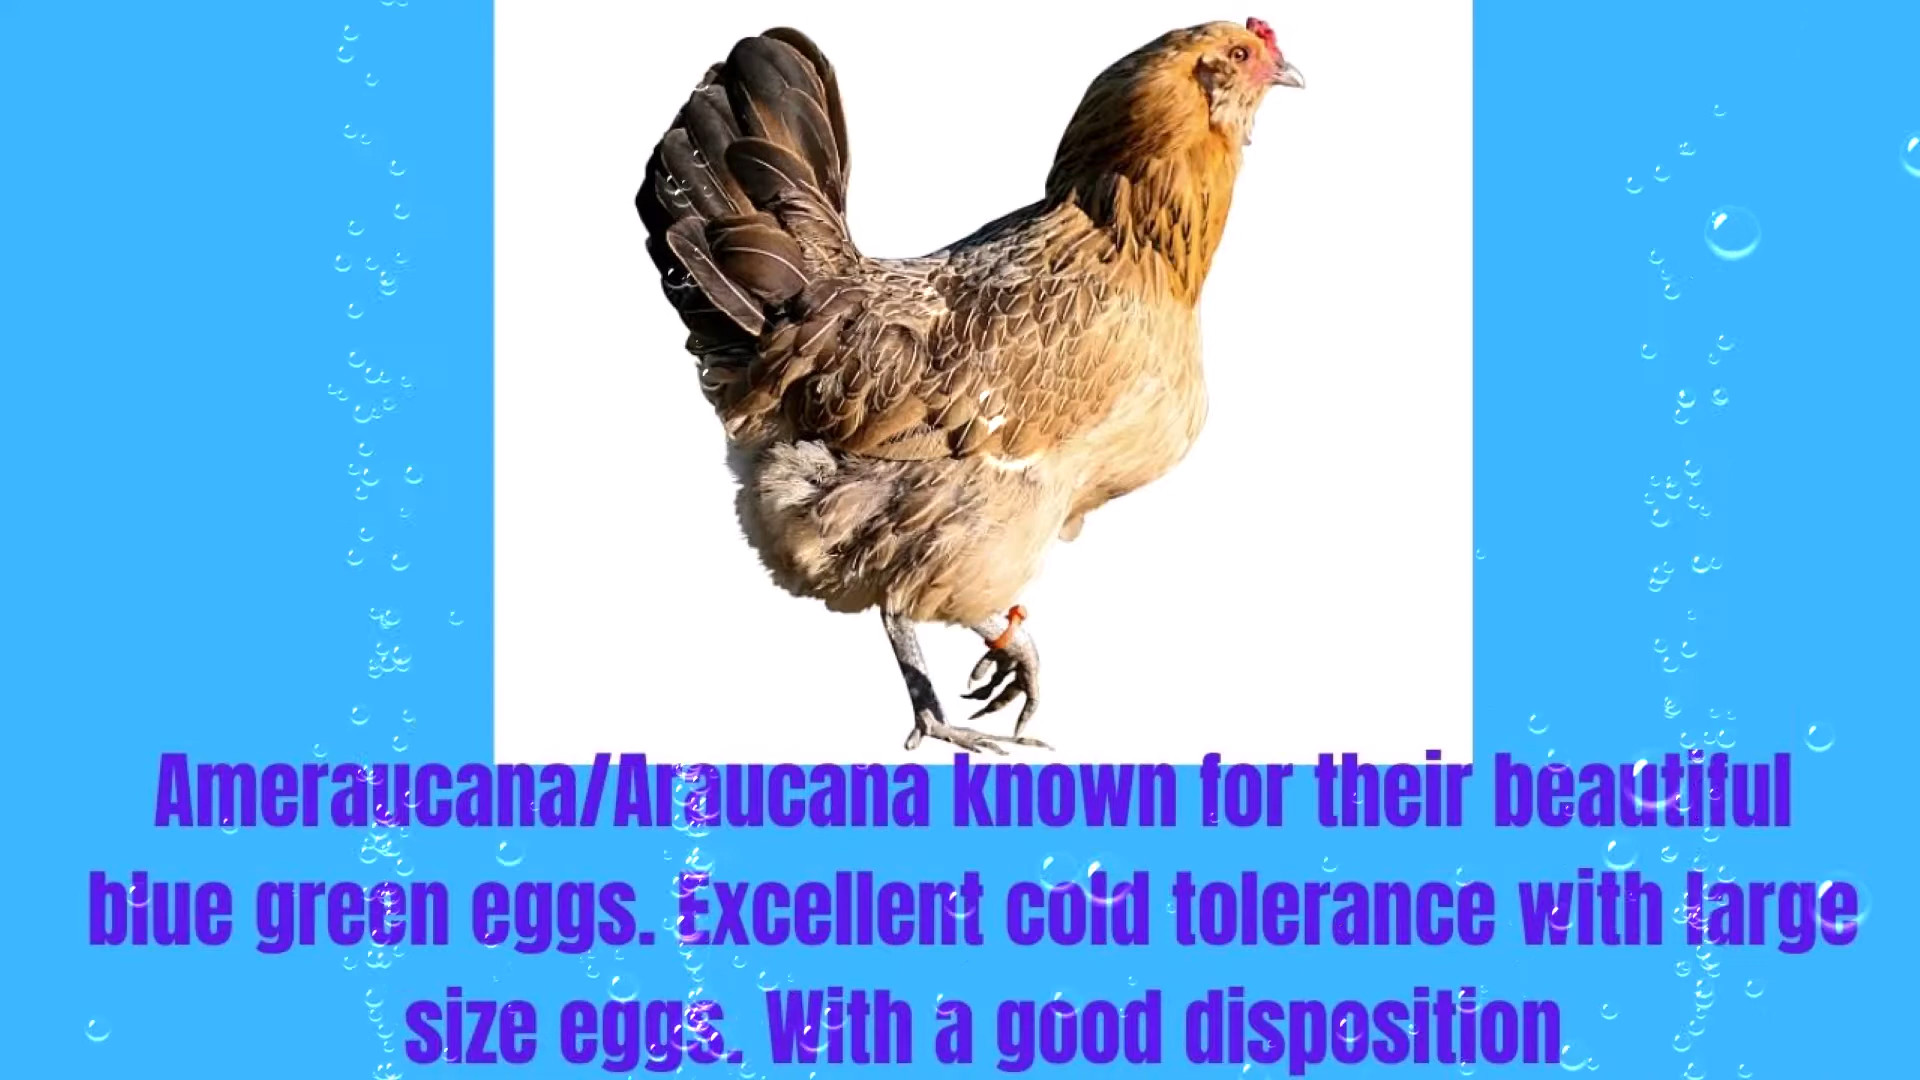 Ameraucana/Araucana known for their beautiful
blue green eggs. Excellent cold tolerance with large
size eggs. With a good disposition